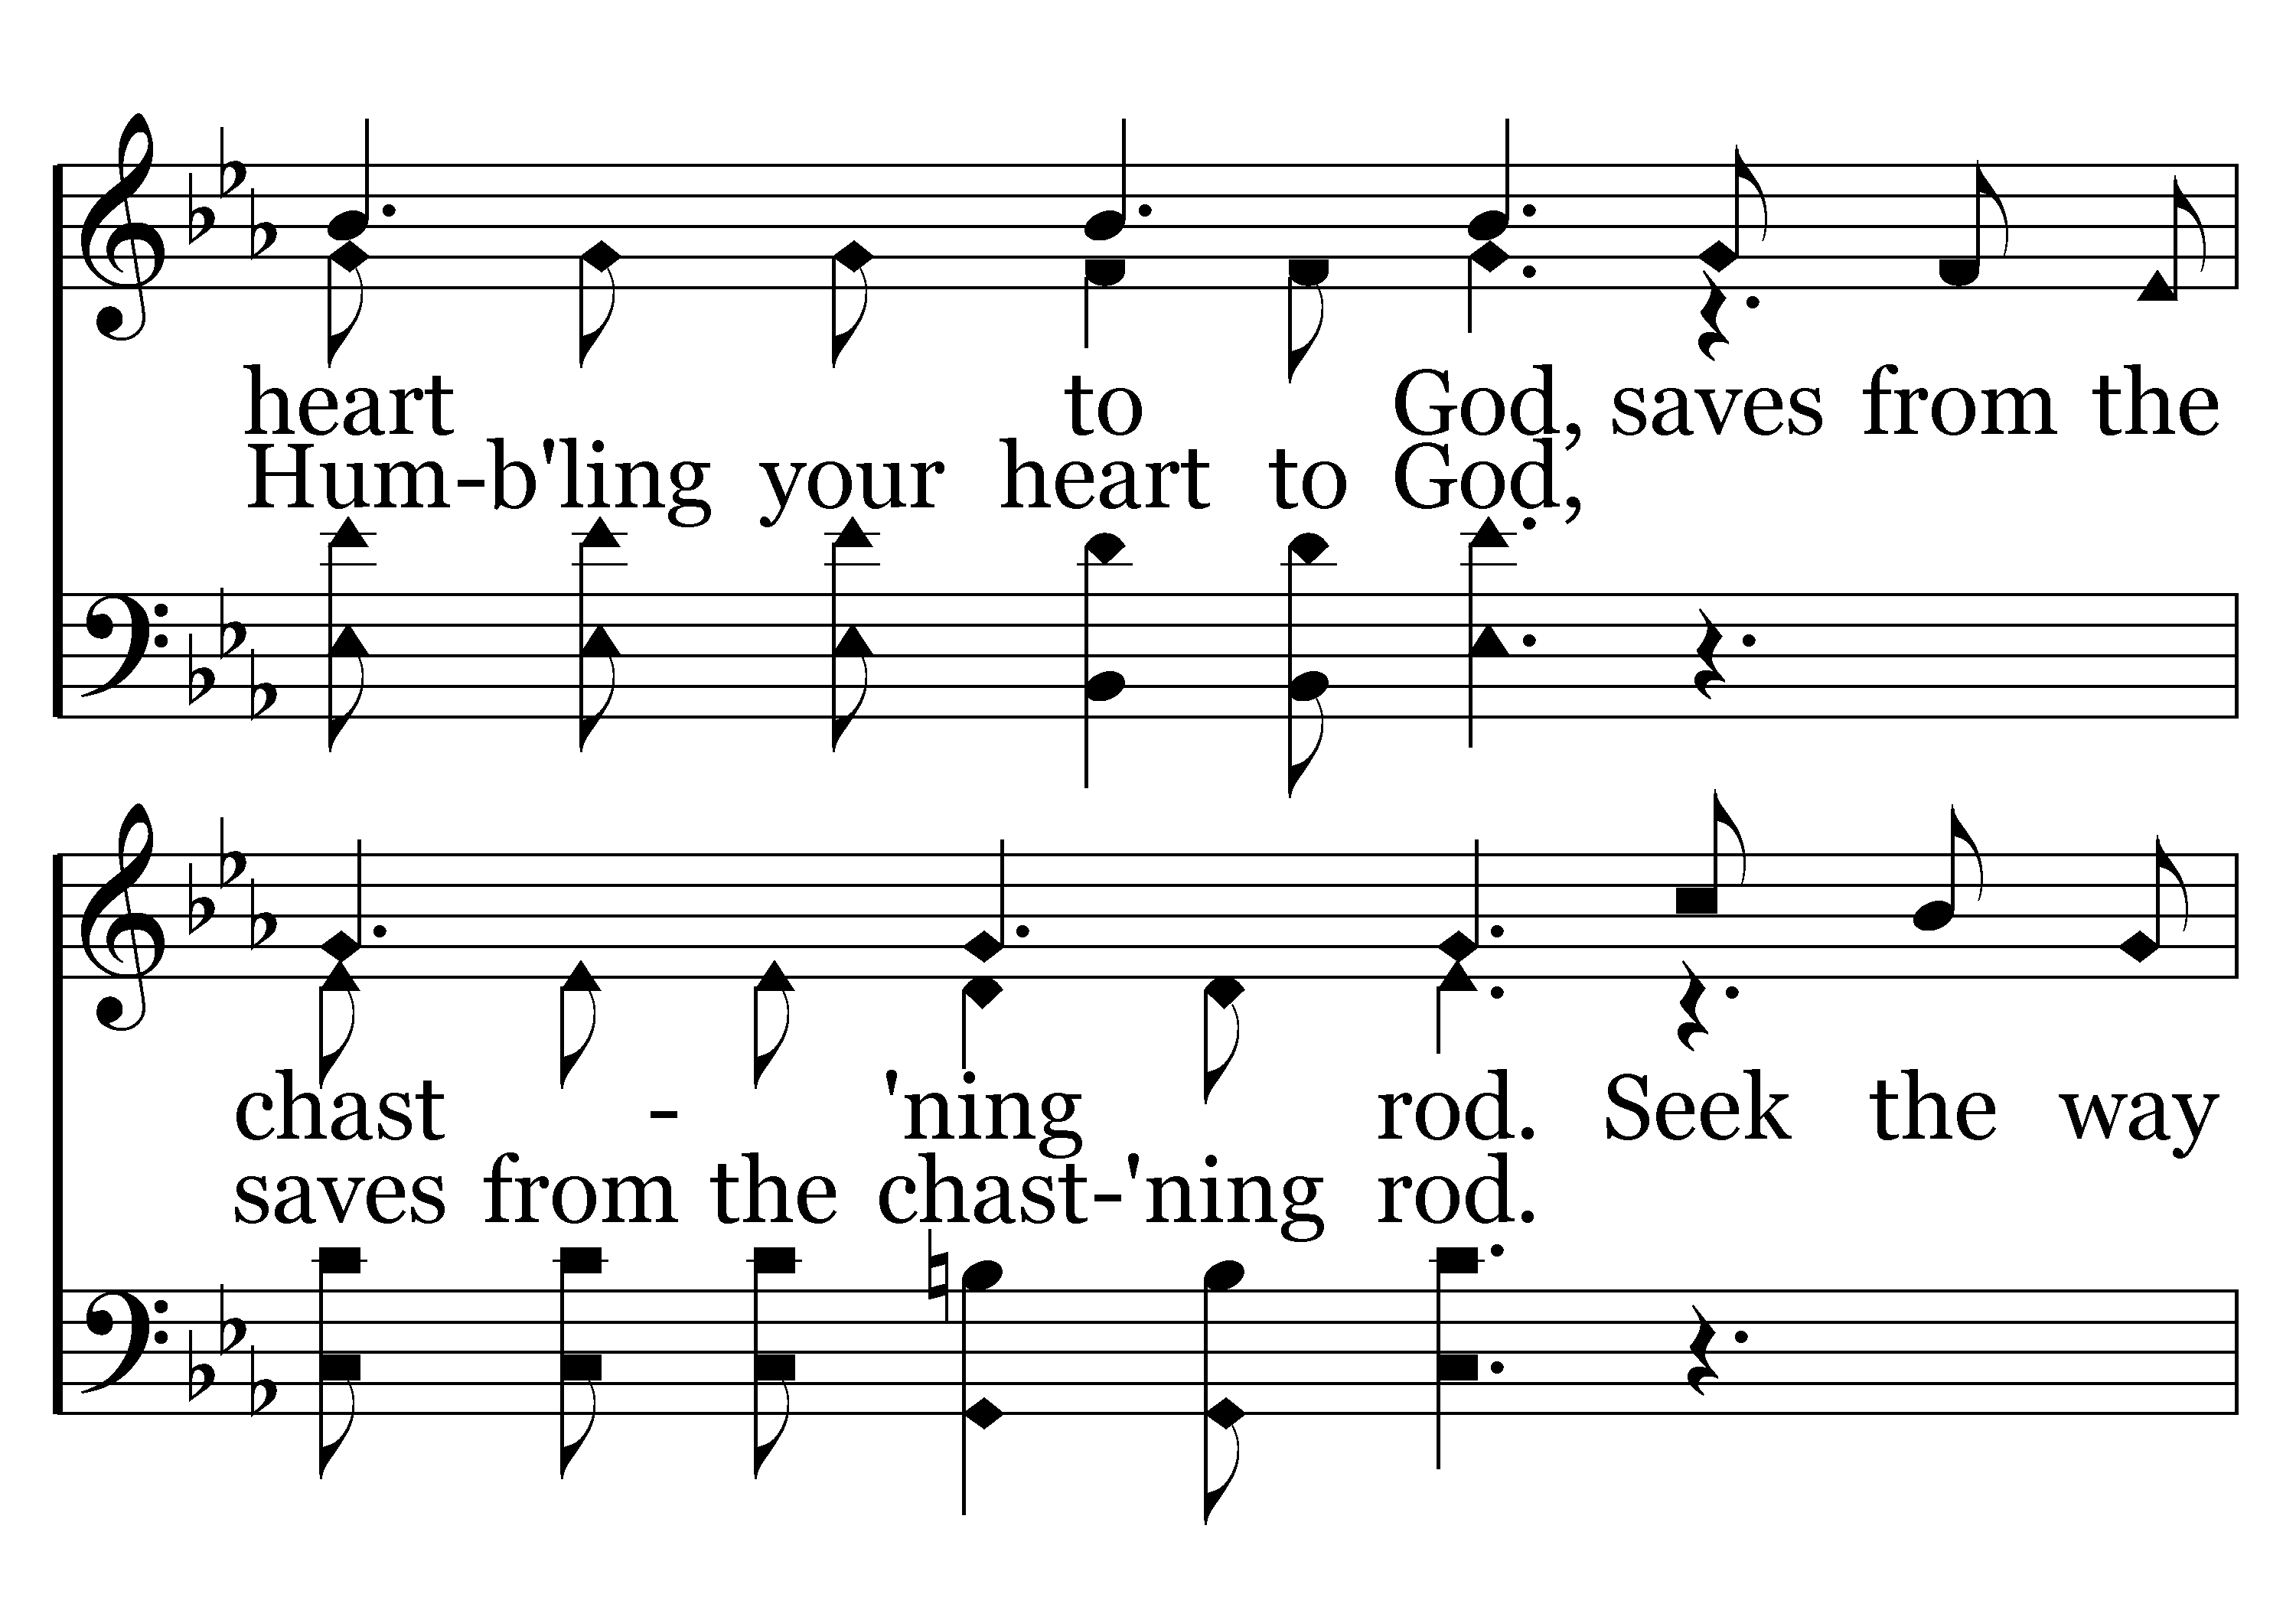 heart to God, saves from the
Hum-b'ling your heart to God,
chast - 'ning rod. Seek the way
saves from the chast-'ning rod.